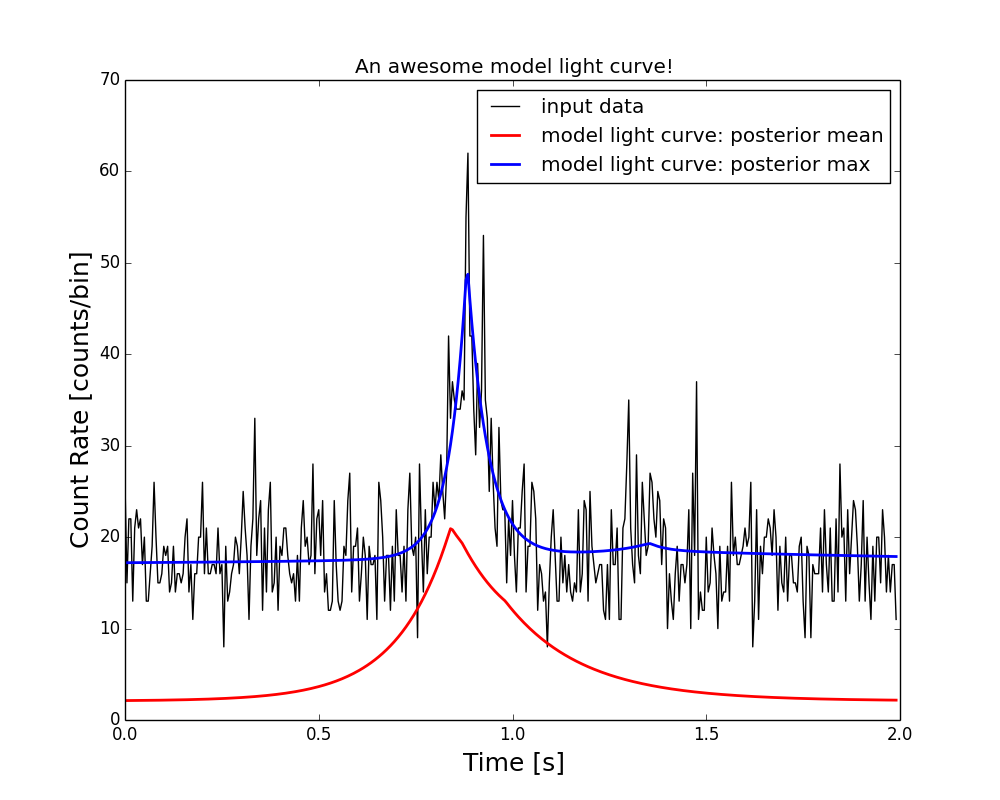 An awesome model light curve!
70
60
50
40
30
20
10
0
Count Rate [counts/bin]
input data
model light curve: posterior mean
model light curve: posterior max
0.0 0.5 1.0 1.5 2.0
Time [s]